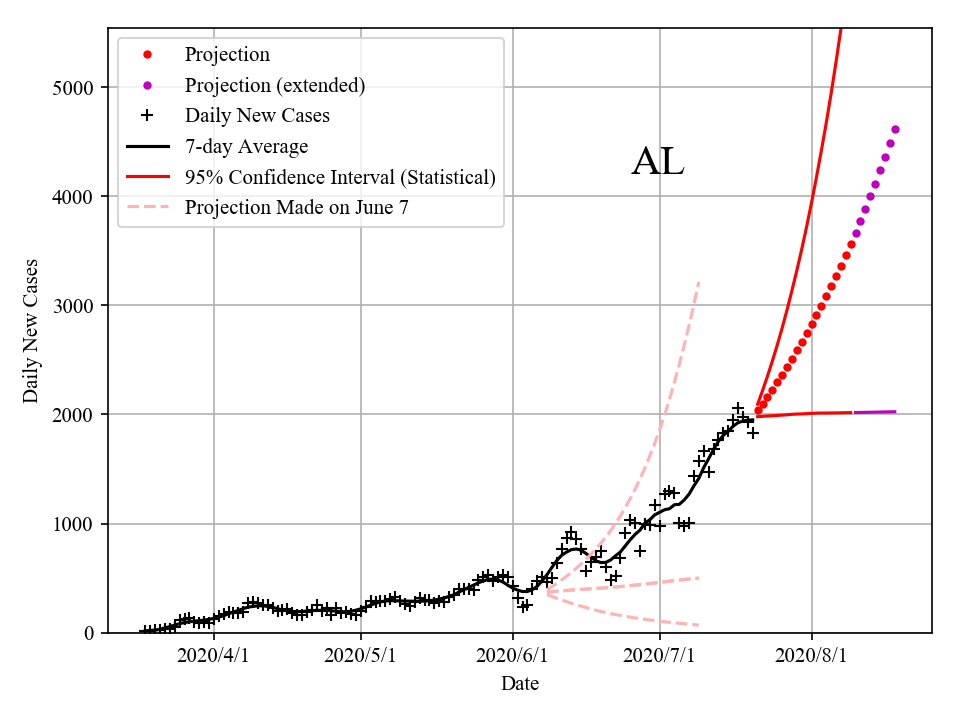 Projection
Projection (extended)
Daily New Cases
7-day Average
95% Confidence Interval (Statistical)
Projection Made on June 7
AL
5000
4000
3000
2000
1000
0
Daily New Cases
2020/4/1
2020/5/1
2020/6/1
2020/7/1
2020/8/1
Date